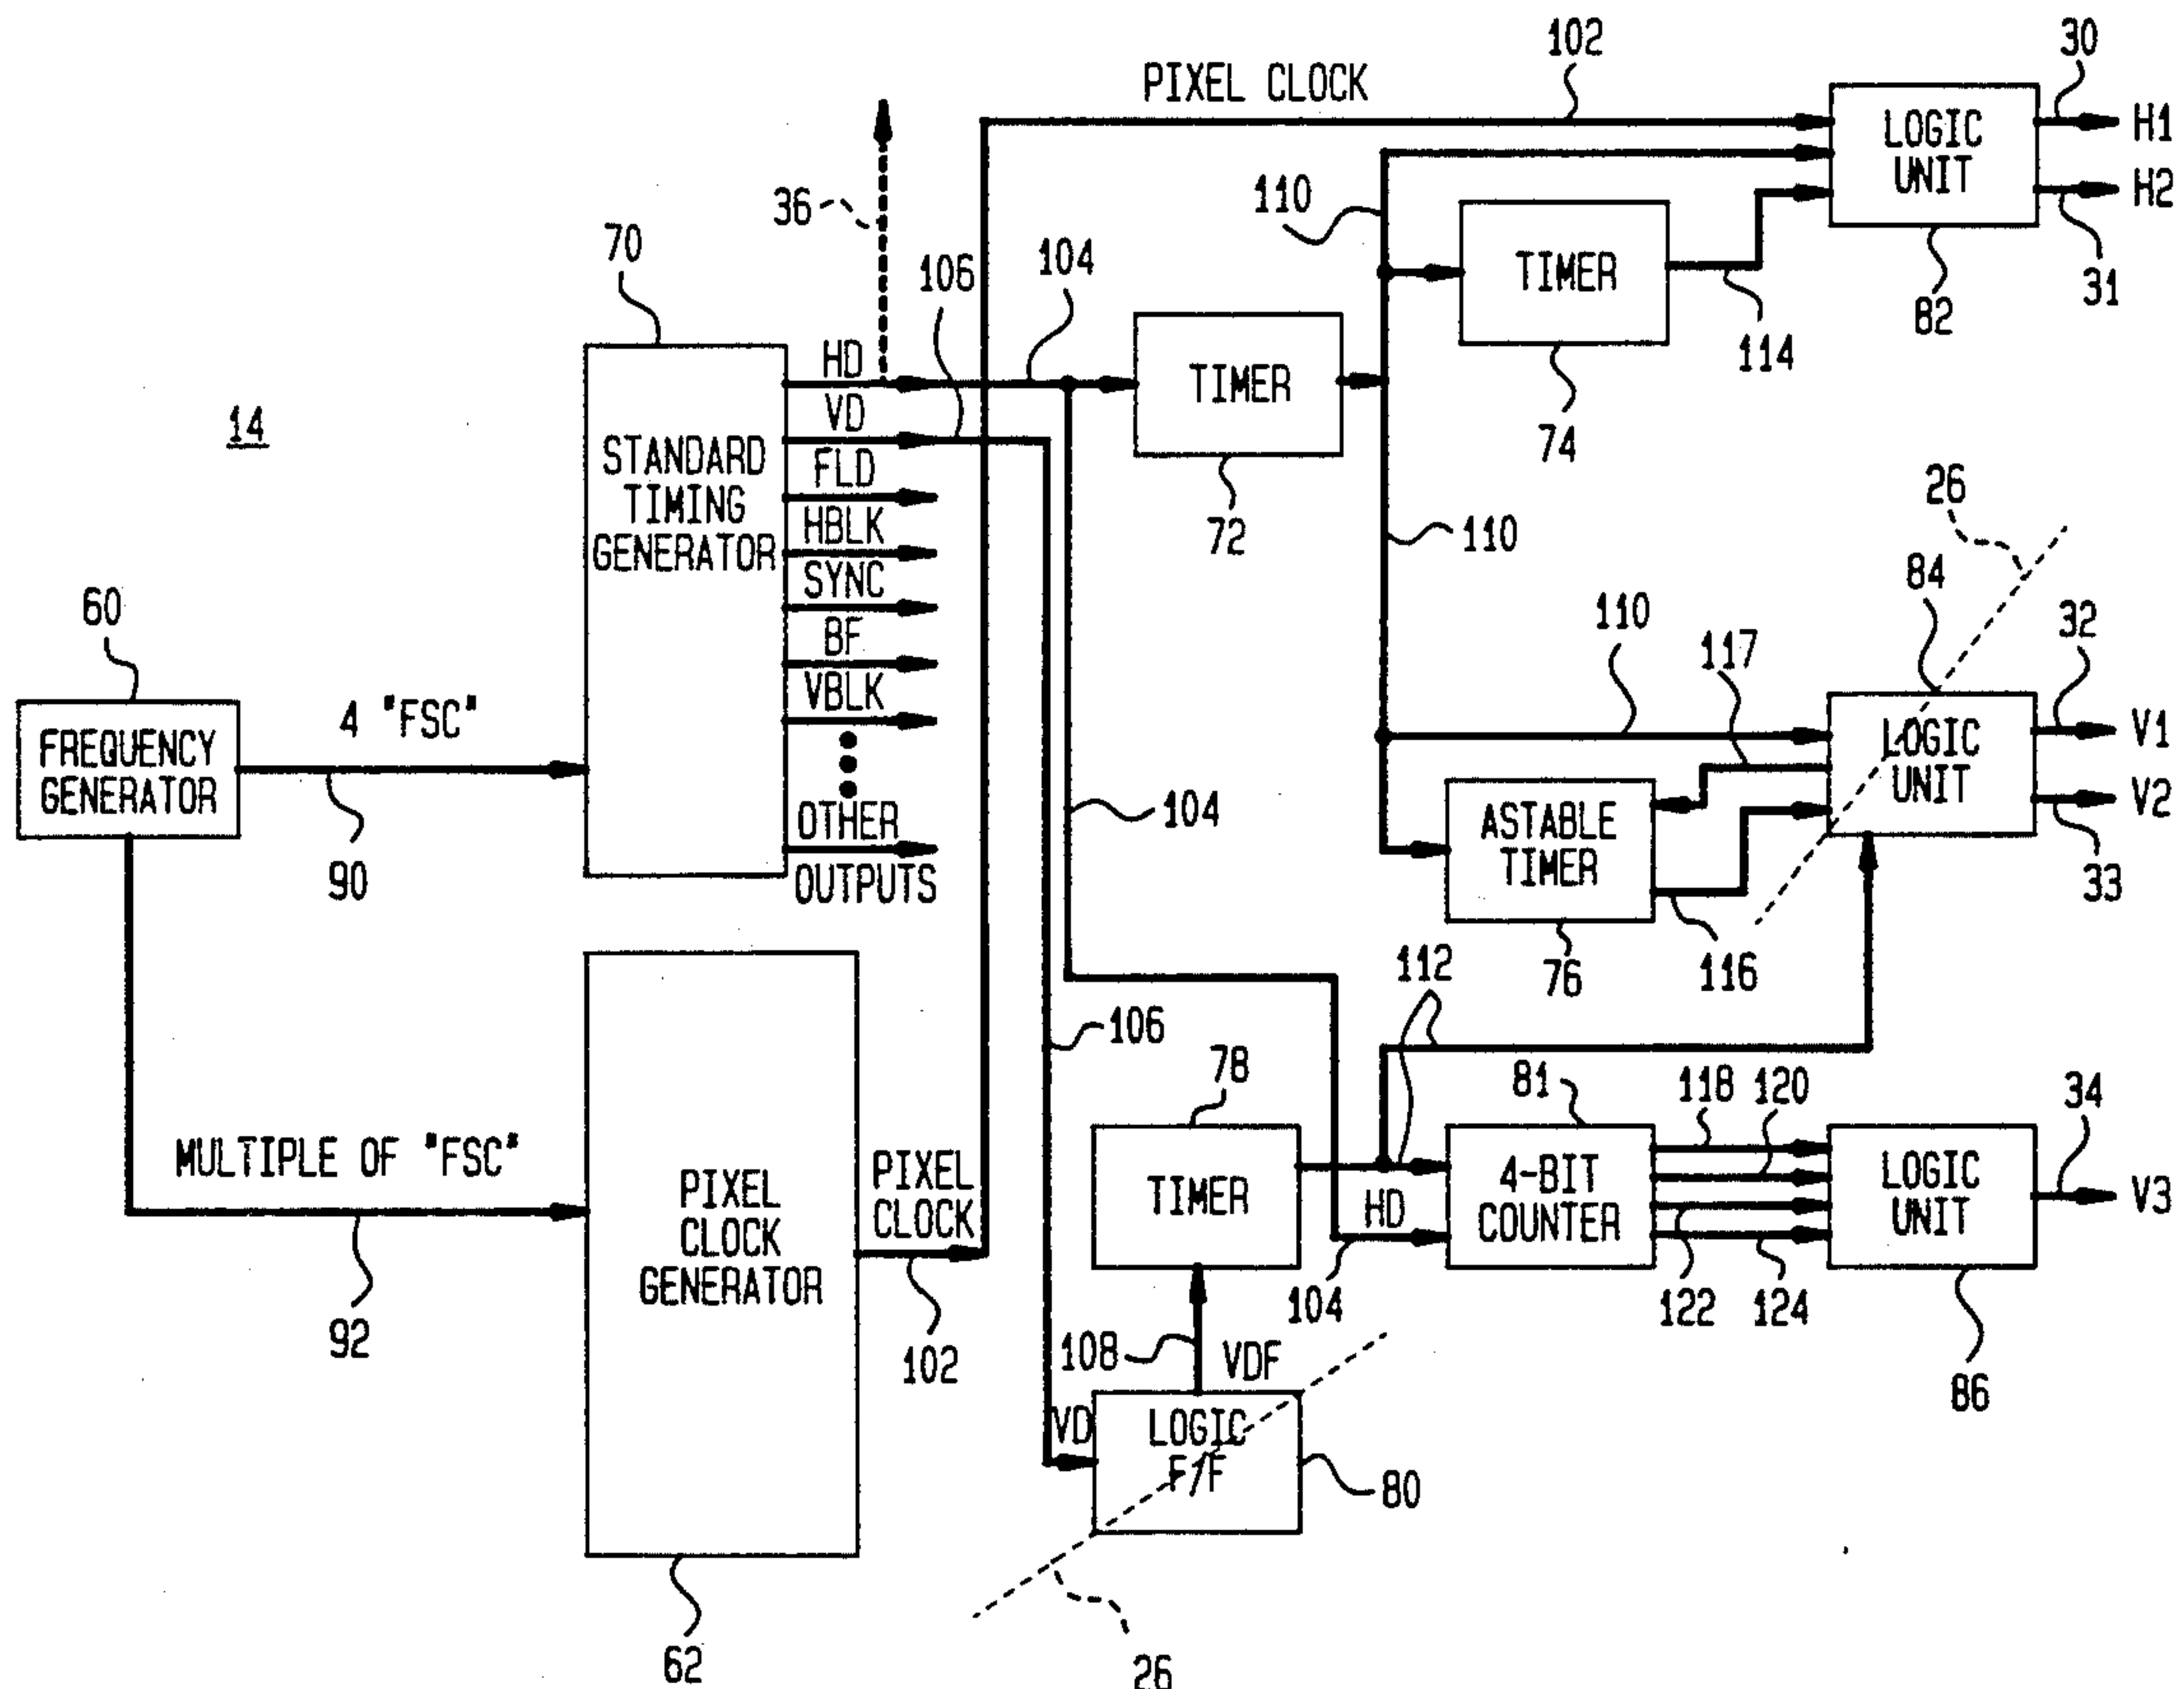 102
30
PIXEL CLOCK
LOGIC
UNIT
H1
H2
31
82
36
110
TIMER
114
74
70
106
104
TIMER
72
HD
VD
FLD
HBLK
SYNC
BF
VBLK
OTHER
OUTPUTS
14
STANDARD
TIMING
GENERATOR
110
26
84
60
4 "FSC"
FREQUENCY
GENERATOR
90
110
117
32
LOGIC
UNIT
V1
V2
33
104
ASTABLE
TIMER
76
116
112
106
78
81
118
120
34
MULTIPLE OF "FSC"
92
PIXEL
CLOCK
GENERATOR
PIXEL
CLOCK
102
TIMER
HD
104
4-BIT
COUNTER
LOGIC
UNIT
V3
122
124
86
108
VDF
VD
LOGIC
F/F
80
62
26